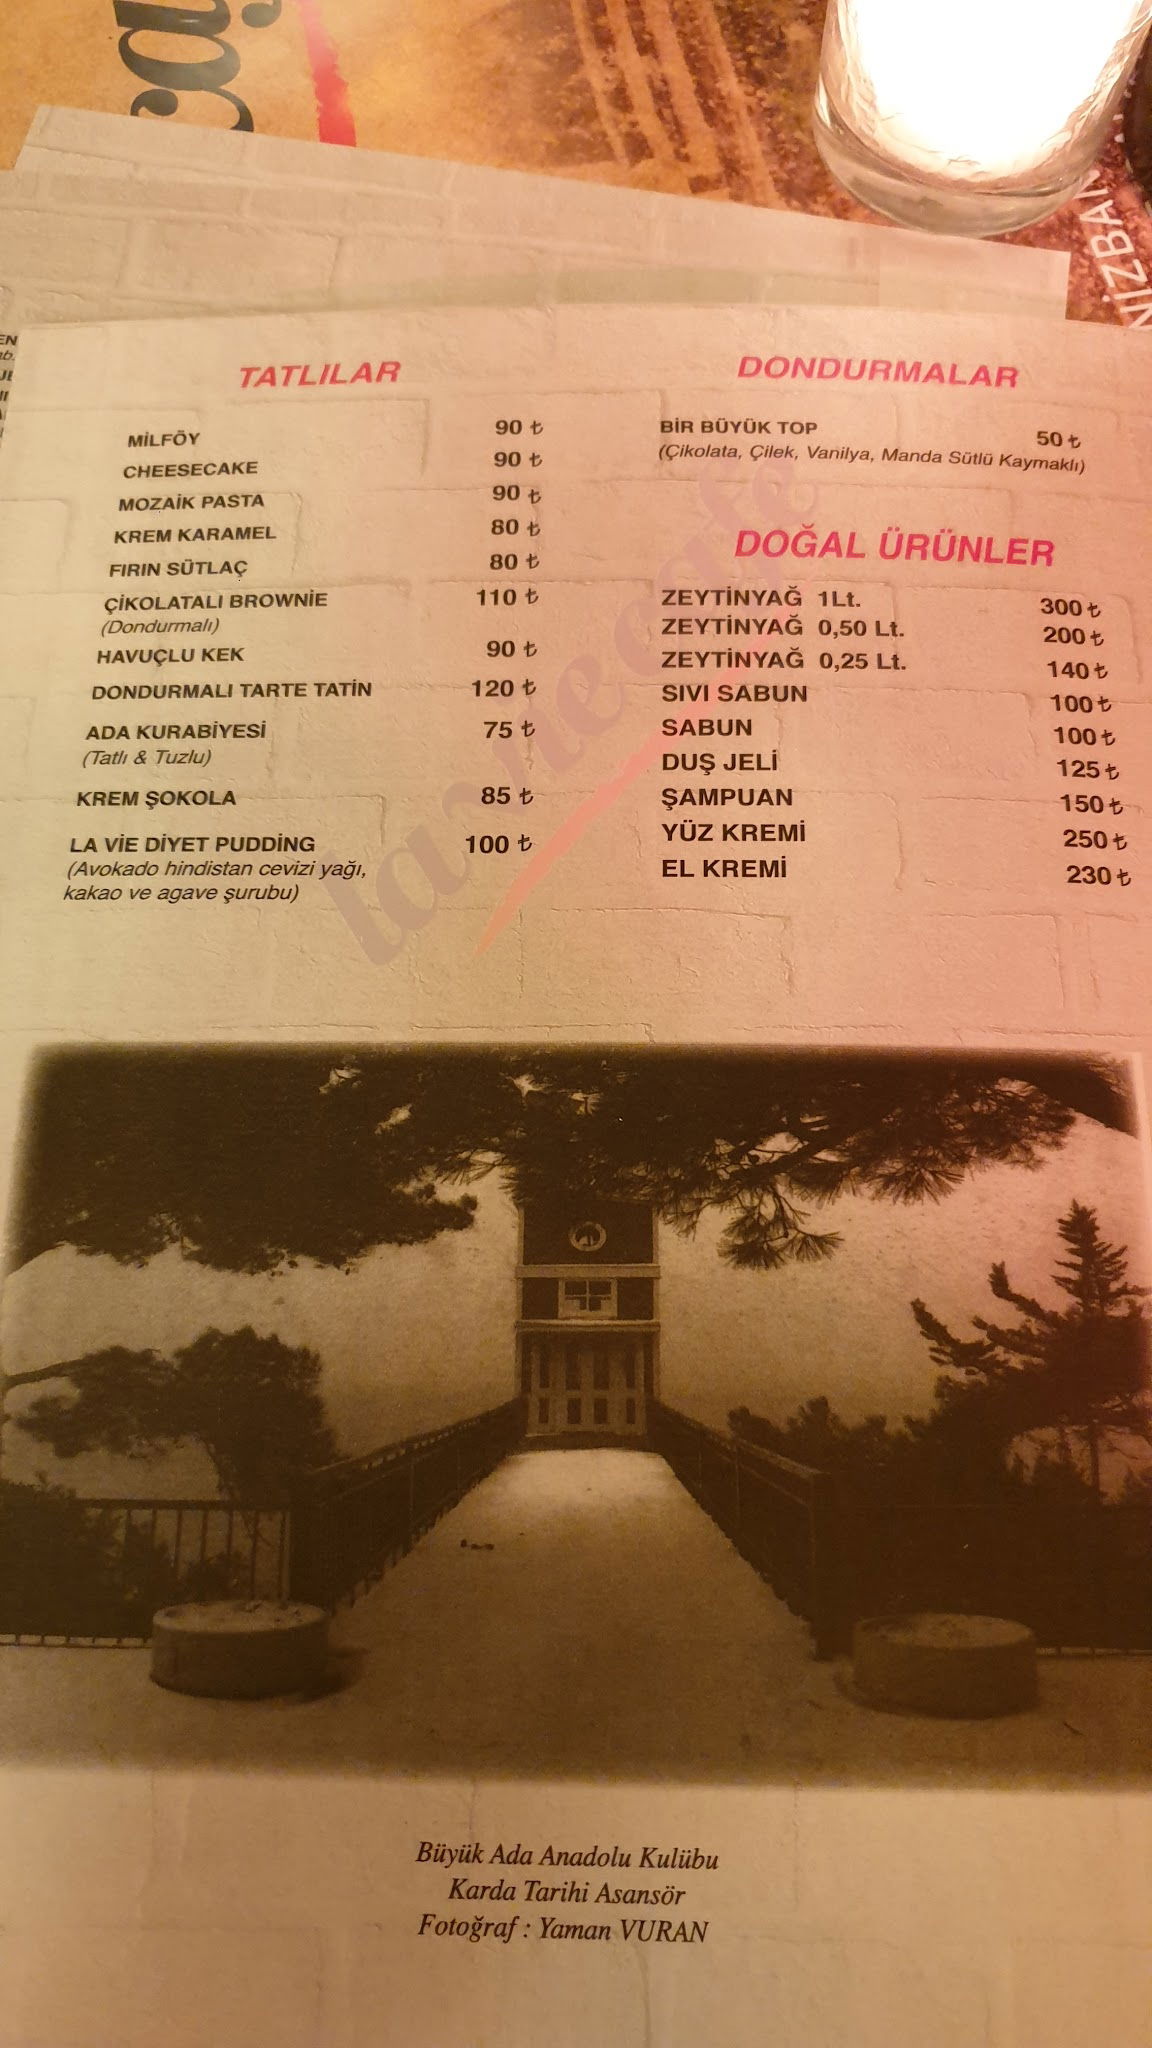 TATLILAR
MİLFÖY 90 ₺
CHEESECAKE 90 ₺
MOZAİK PASTA 90 ₺
KREM KARAMEL 80 ₺
FIRIN SÜTLAÇ 80 ₺
ÇİKOLATALI BROWNİE 110 ₺
(Dondurmalı)
HAVUÇLU KEK 90 ₺
DONDURMALI TARTE TATİN 120 ₺
ADA KURABİYESİ 75 ₺
(Tatlı & Tuzlu)
KREM ŞOKOLA 85 ₺
LA VİE DİYET PUDDİNG 100 ₺
(Avokado hindistan cevizi yağı,
kakao ve agave şurubu)
DONDURMALAR
BİR BÜYÜK TOP 50 ₺
(Çikolata, Çilek, Vanilya, Manda Sütlü Kaymaklı)
DOĞAL ÜRÜNLER
ZEYTİNYAĞ 1Lt. 300 ₺
ZEYTİNYAĞ 0,50 Lt. 200 ₺
ZEYTİNYAĞ 0,25 Lt. 140 ₺
SIVI SABUN 100 ₺
SABUN 100 ₺
DUŞ JELİ 125 ₺
ŞAMPUAN 150 ₺
YÜZ KREMİ 250 ₺
EL KREMİ 230 ₺
laviecafe
Büyük Ada Anadolu Kulübu
Karda Tarihi Asansör
Fotoğraf : Yaman VURAN